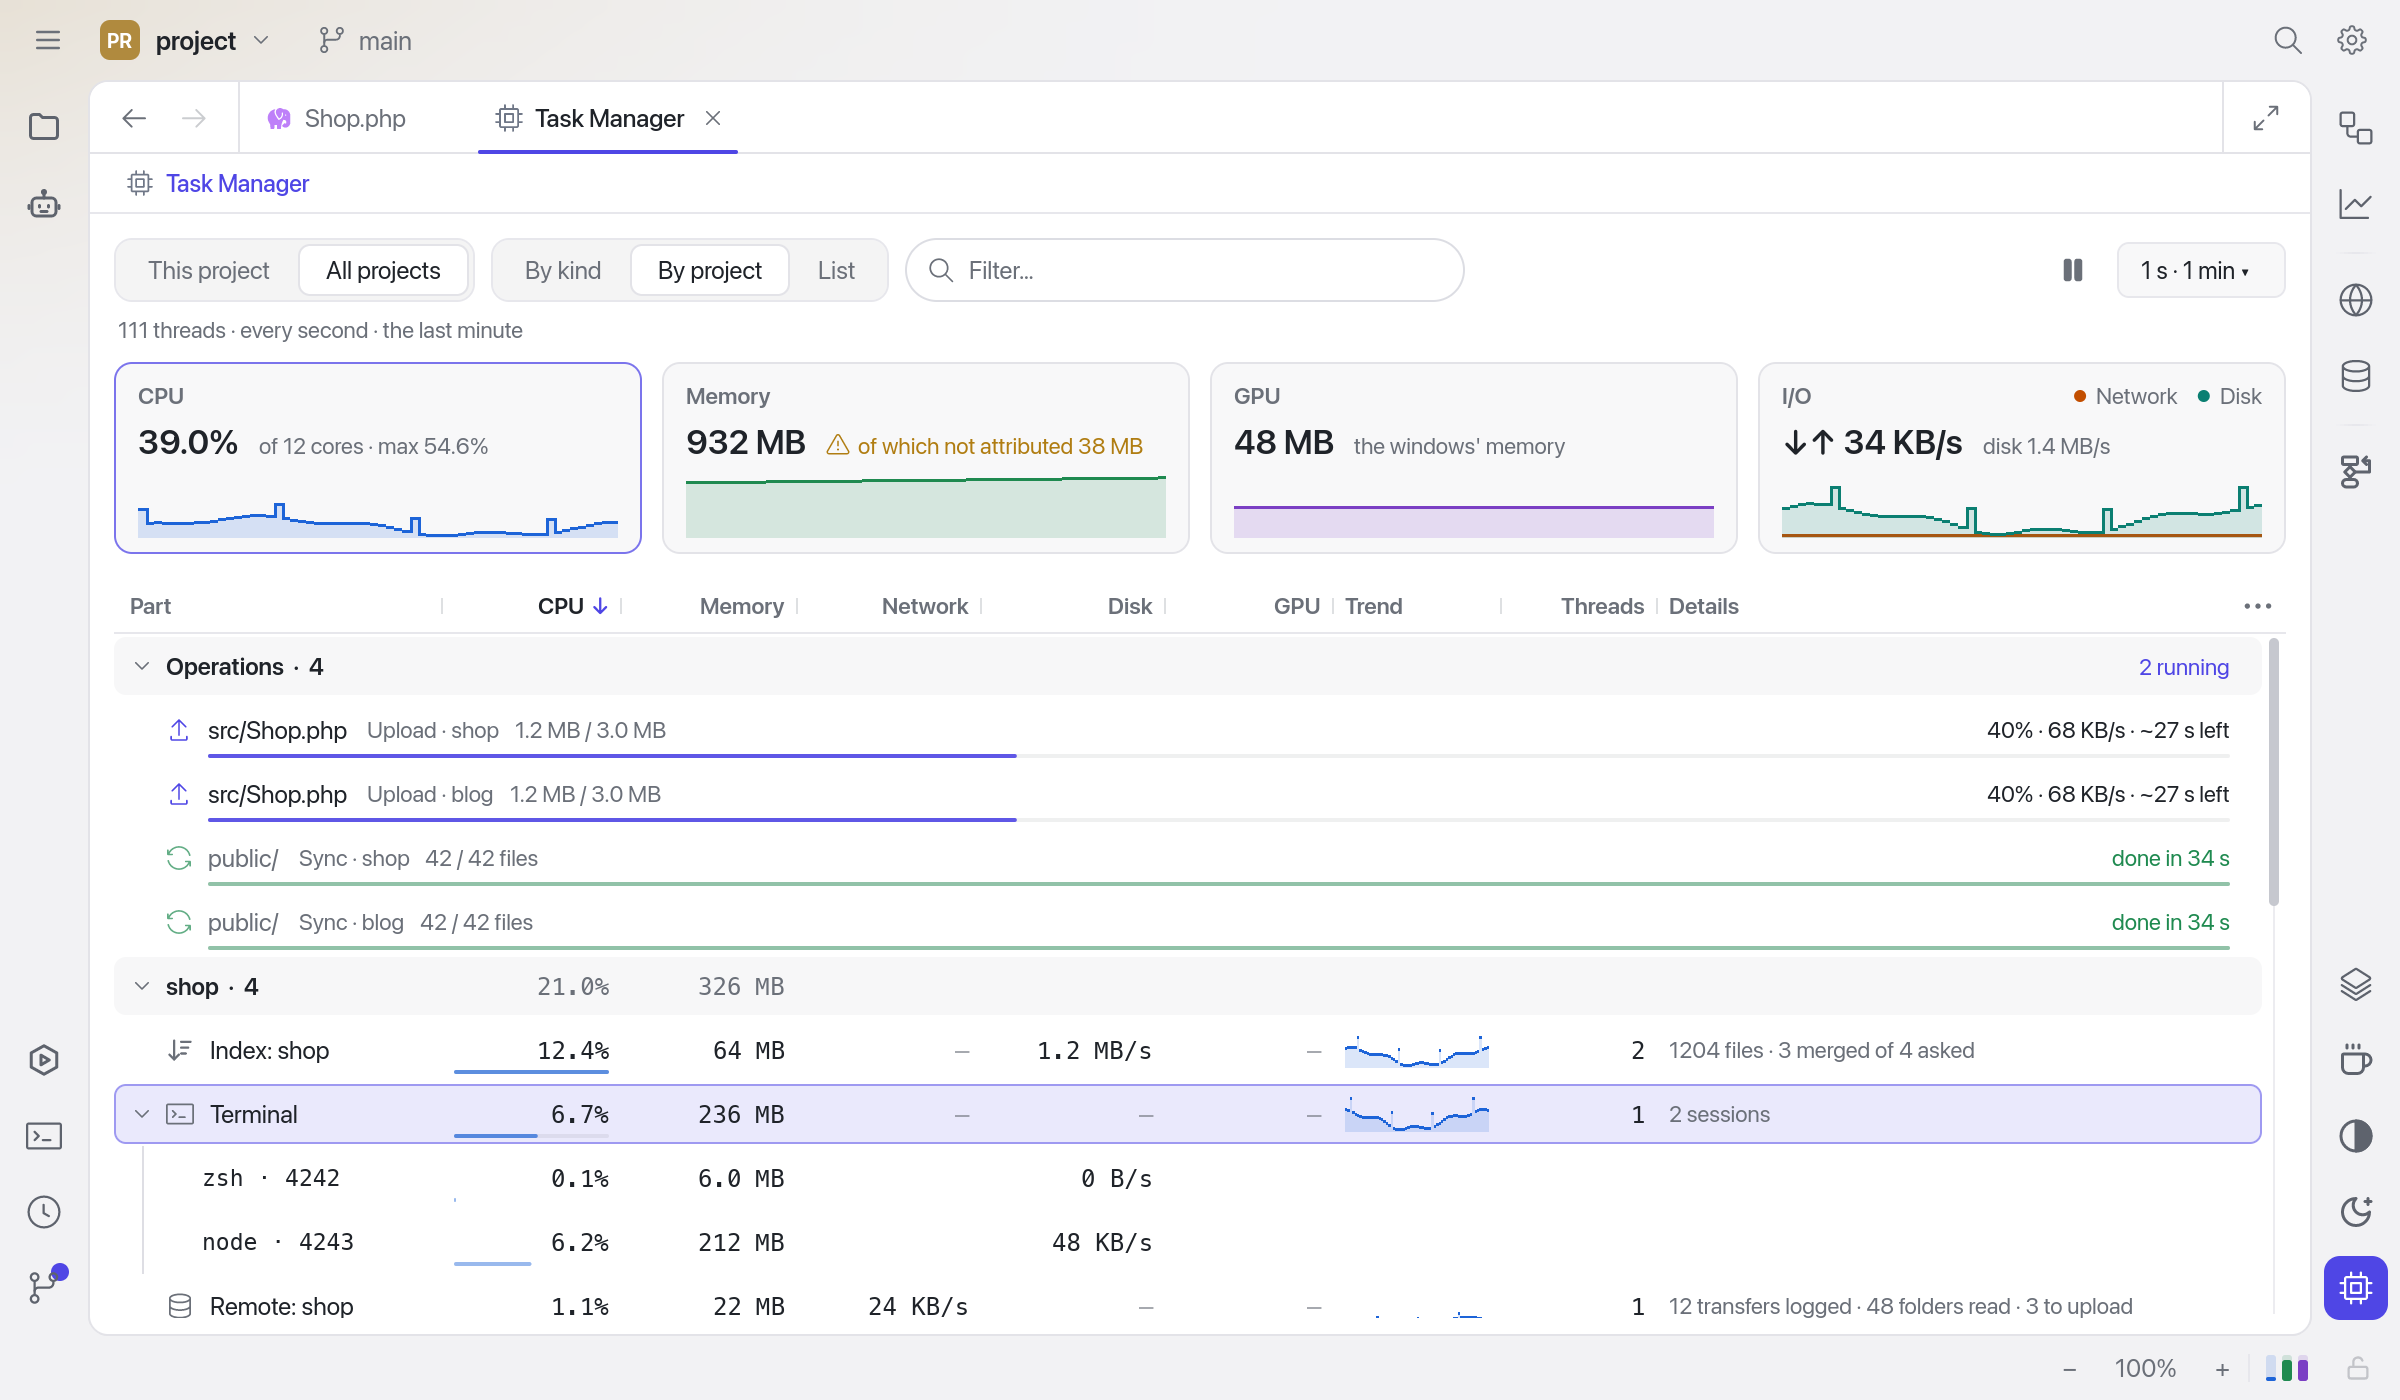 PR project main
Shop.php Task Manager
Task Manager
This project All projects By kind By project List Filter... 1 s · 1 min ▾
111 threads · every second · the last minute
CPU
39.0% of 12 cores · max 54.6%
Memory
932 MB of which not attributed 38 MB
GPU
48 MB the windows' memory
I/O Network Disk
↓↑ 34 KB/s disk 1.4 MB/s
Part CPU ↓ Memory Network Disk GPU Trend Threads Details
Operations · 4 2 running
src/Shop.php Upload · shop 1.2 MB / 3.0 MB 40% · 68 KB/s · ~27 s left
src/Shop.php Upload · blog 1.2 MB / 3.0 MB 40% · 68 KB/s · ~27 s left
public/ Sync · shop 42 / 42 files done in 34 s
public/ Sync · blog 42 / 42 files done in 34 s
shop · 4 21.0% 326 MB
Index: shop 12.4% 64 MB — 1.2 MB/s — 2 1204 files · 3 merged of 4 asked
Terminal 6.7% 236 MB — — — 1 2 sessions
zsh · 4242 0.1% 6.0 MB 0 B/s
node · 4243 6.2% 212 MB 48 KB/s
Remote: shop 1.1% 22 MB 24 KB/s — — 1 12 transfers logged · 48 folders read · 3 to upload
− 100% +